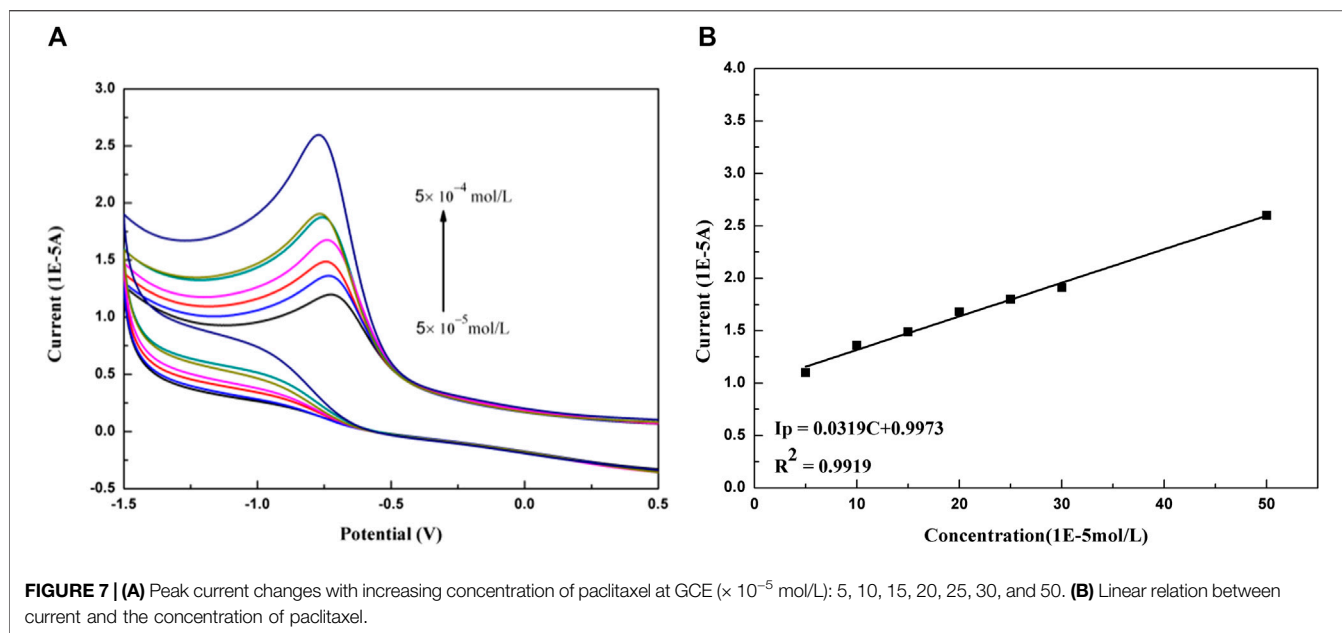 A
3.0
2.5
2.0
1.5
1.0
0.5
0.0
-0.5
Current (1E-5A)
5× 10⁻⁴ mol/L
5× 10⁻⁵mol/L
-1.5 -1.0 -0.5 0.0 0.5
Potential (V)
B
4.0
3.5
3.0
2.5
2.0
1.5
1.0
0.5
0.0
Current (1E-5A)
Ip = 0.0319C+0.9973
R² = 0.9919
0 10 20 30 40 50
Concentration(1E-5mol/L)
FIGURE 7 | (A) Peak current changes with increasing concentration of paclitaxel at GCE (× 10⁻⁵ mol/L): 5, 10, 15, 20, 25, 30, and 50. (B) Linear relation between
current and the concentration of paclitaxel.